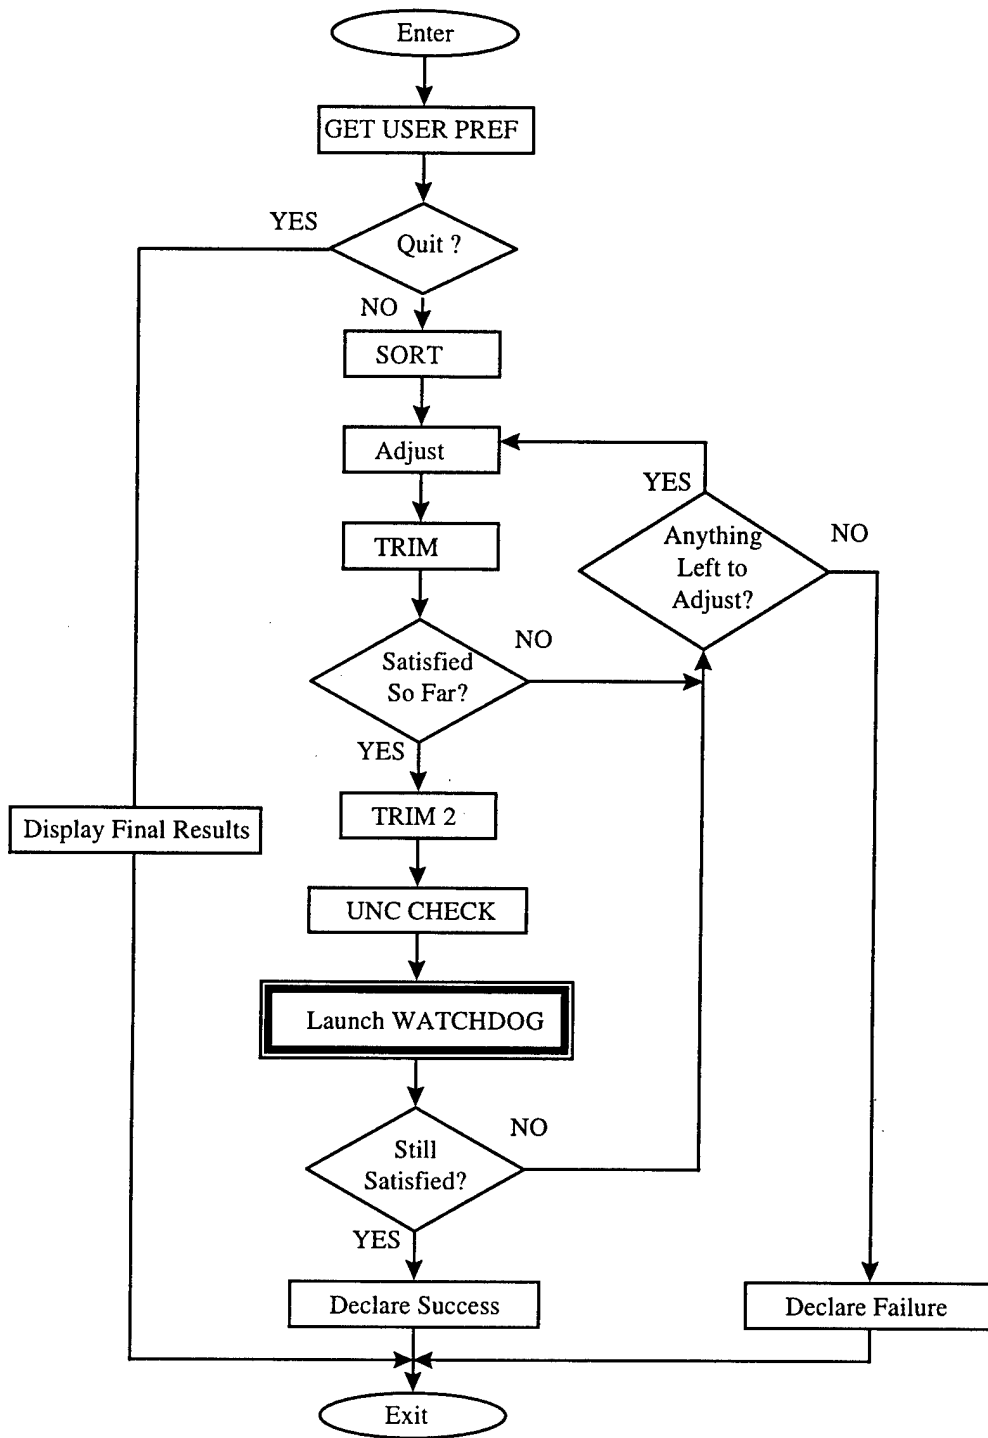 Enter
GET USER PREF
YES
Quit ?
NO
SORT
Adjust
YES
TRIM
Anything
Left to
Adjust?
NO
Satisfied
So Far?
NO
YES
TRIM 2
Display Final Results
UNC CHECK
Launch WATCHDOG
Still
Satisfied?
NO
YES
Declare Success
Declare Failure
Exit